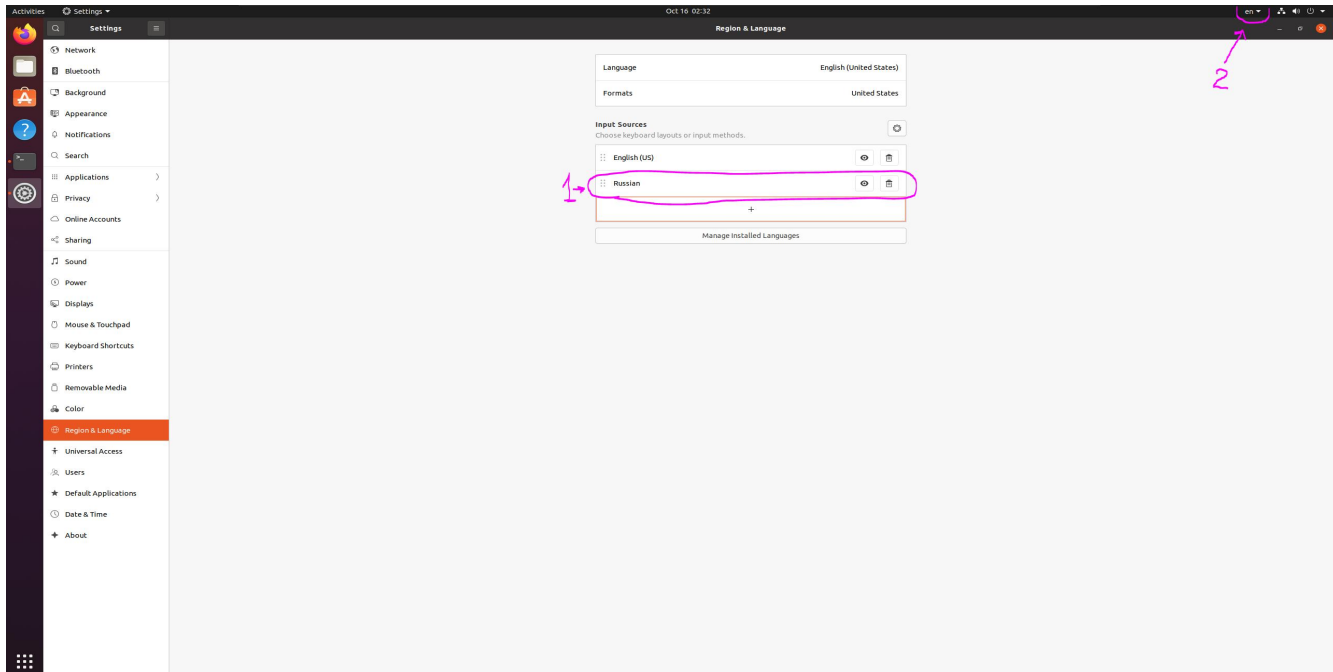 Activities Settings Oct 16 02:32 en
Settings Region & Language
Network
Bluetooth
Background
Appearance
Notifications
Search
Applications
Privacy
Online Accounts
Sharing
Sound
Power
Displays
Mouse & Touchpad
Keyboard Shortcuts
Printers
Removable Media
Color
Region & Language
Universal Access
Users
Default Applications
Date & Time
About
Language English (United States)
Formats United States
Input Sources
Choose keyboard layouts or input methods.
English (US)
1 Russian
+
Manage Installed Languages
2